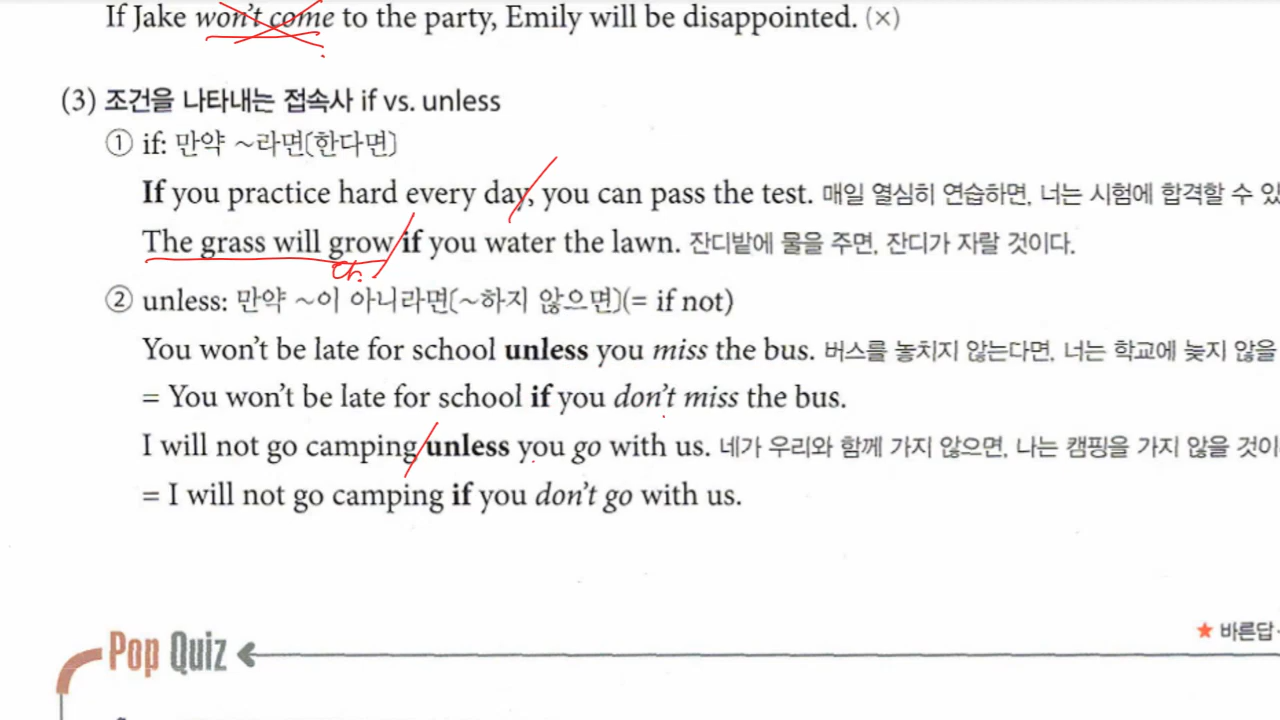 If Jake won't come to the party, Emily will be disappointed. (×)
(3) 조건을 나타내는 접속사 if vs. unless
① if: 만약 ~라면(한다면)
If you practice hard every day, you can pass the test. 매일 열심히 연습하면, 너는 시험에 합격할 수
The grass will grow if you water the lawn. 잔디밭에 물을 주면, 잔디가 자랄 것이다.
② unless: 만약 ~이 아니라면(~하지 않으면)(= if not)
You won't be late for school unless you miss the bus. 버스를 놓치지 않는다면, 너는 학교에 늦지 않을
= You won't be late for school if you don't miss the bus.
I will not go camping unless you go with us. 네가 우리와 함께 가지 않으면, 나는 캠핑을 가지 않을 것이
= I will not go camping if you don't go with us.
★ 바른답
Pop Quiz